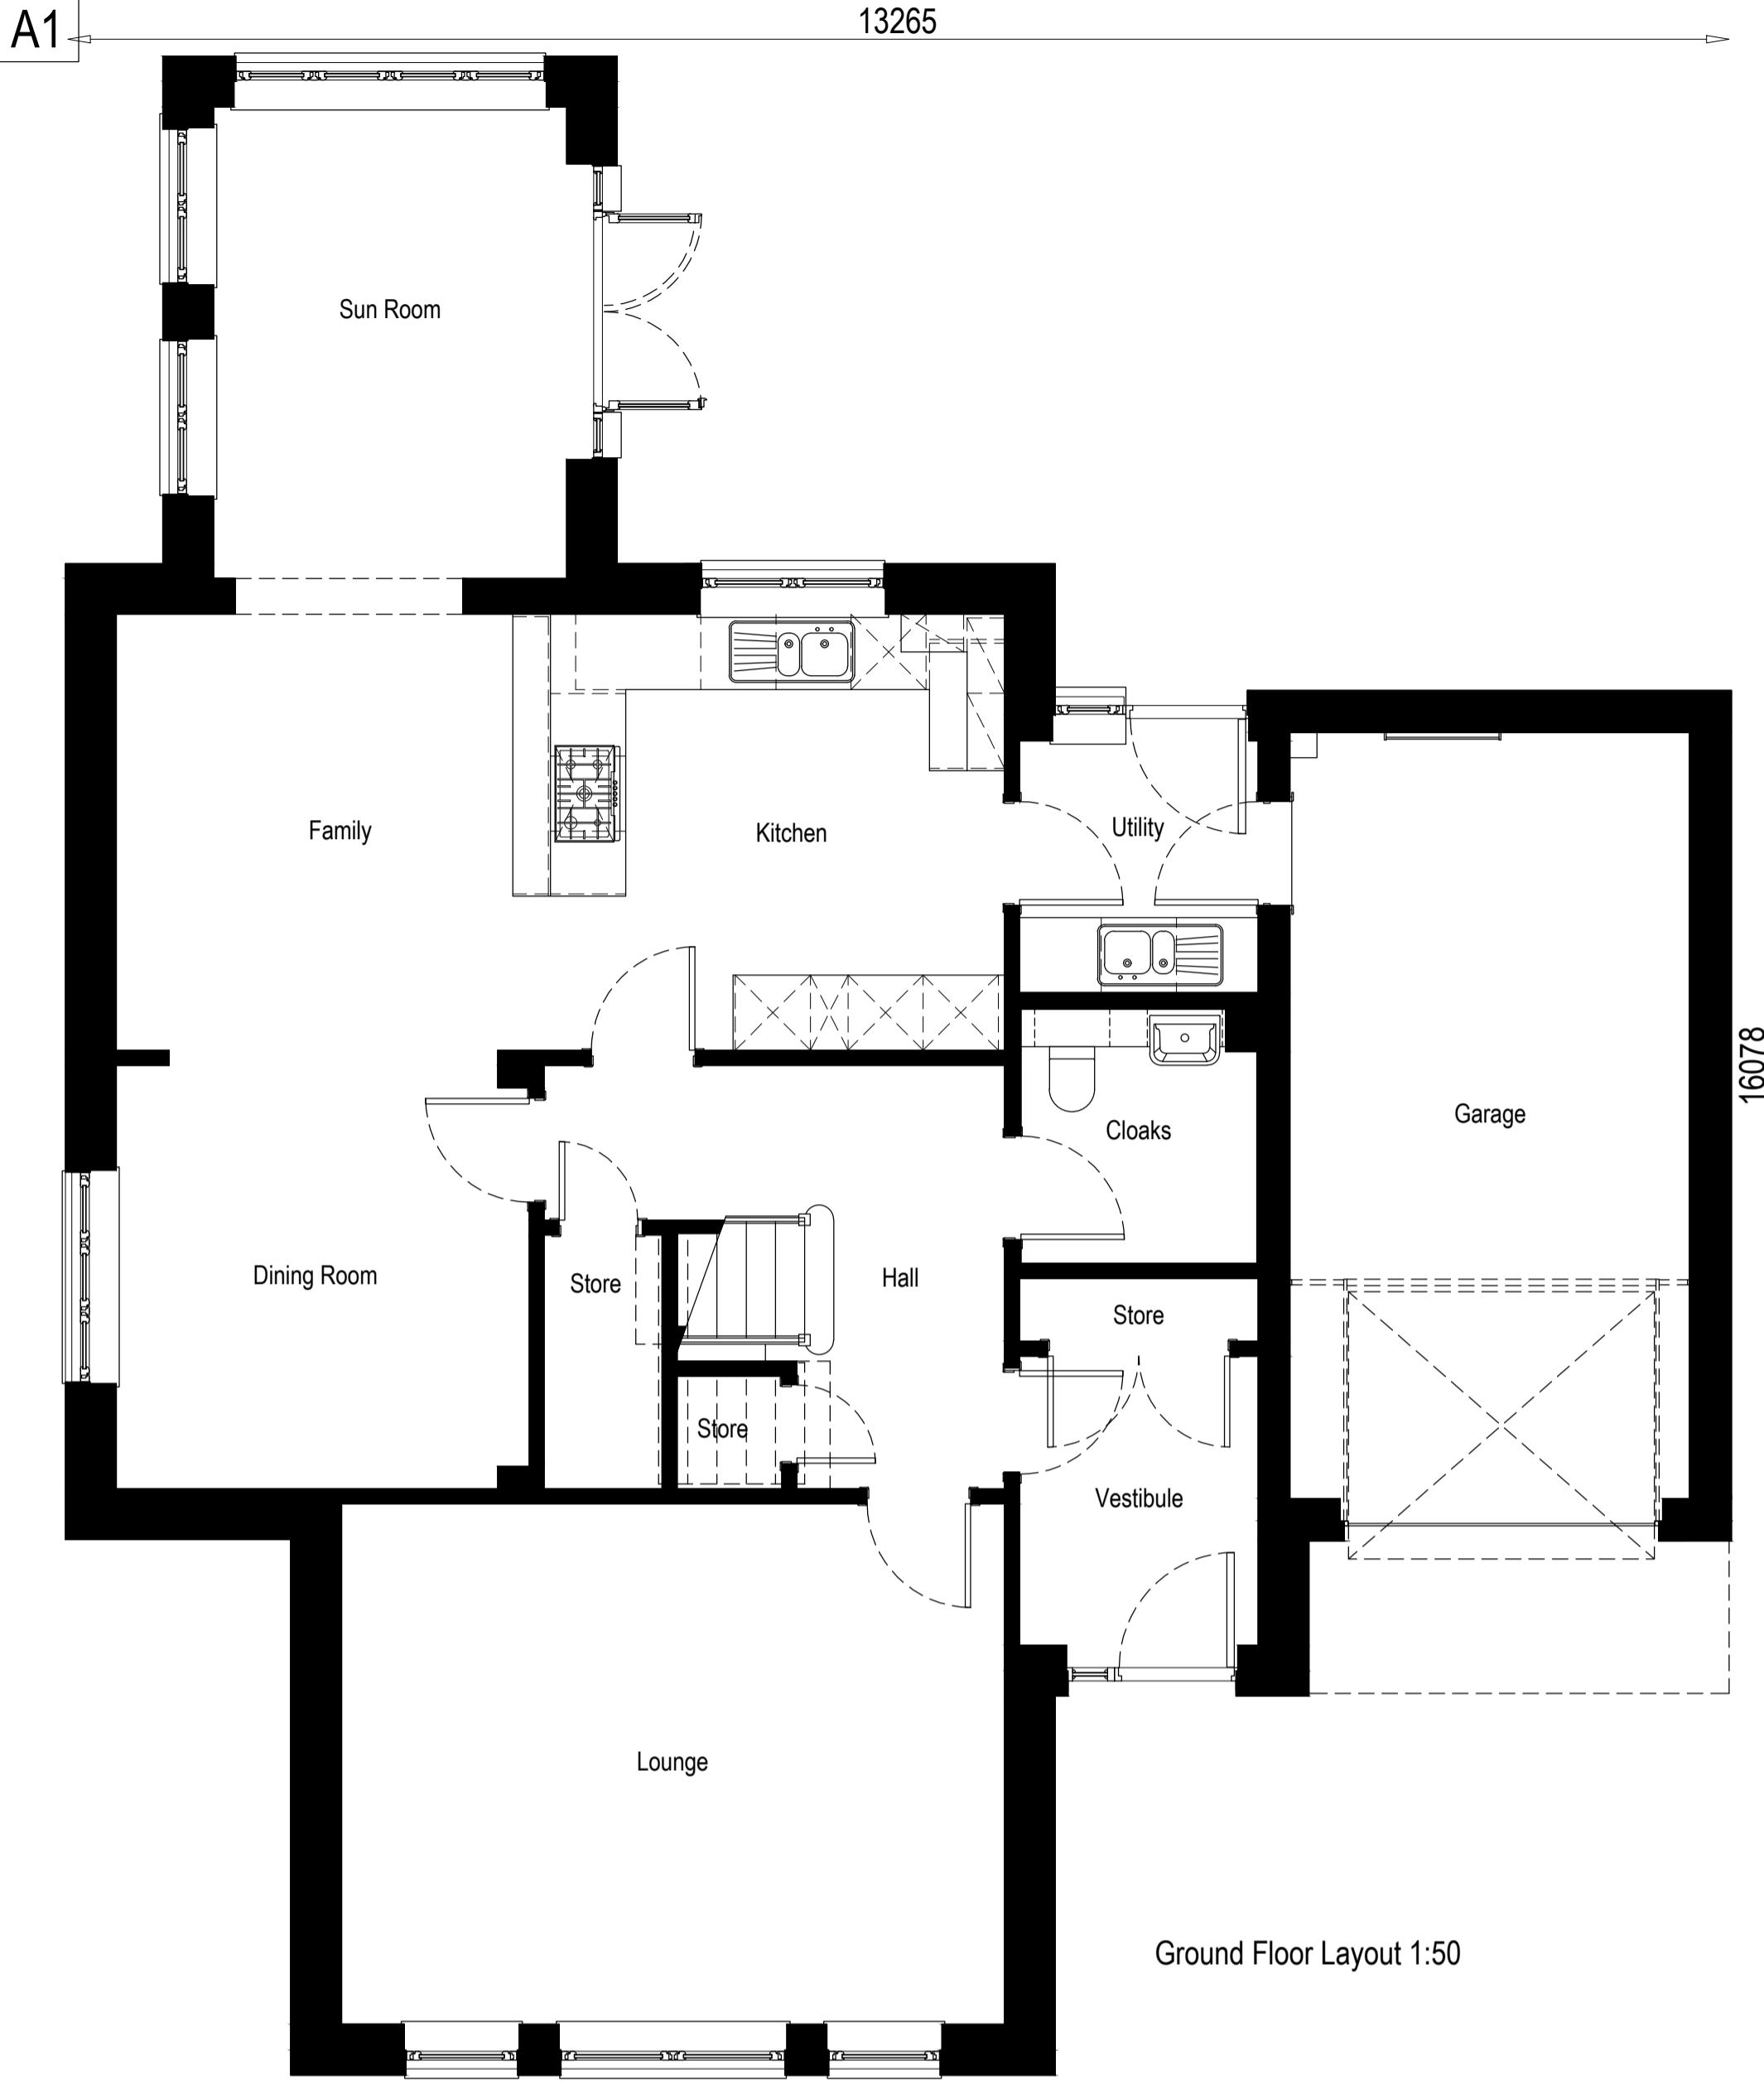 A1
13265
Sun Room
Family
Kitchen
Utility
16078
Garage
Cloaks
Dining Room
Store
Hall
Store
Store
Vestibule
Lounge
Ground Floor Layout 1:50